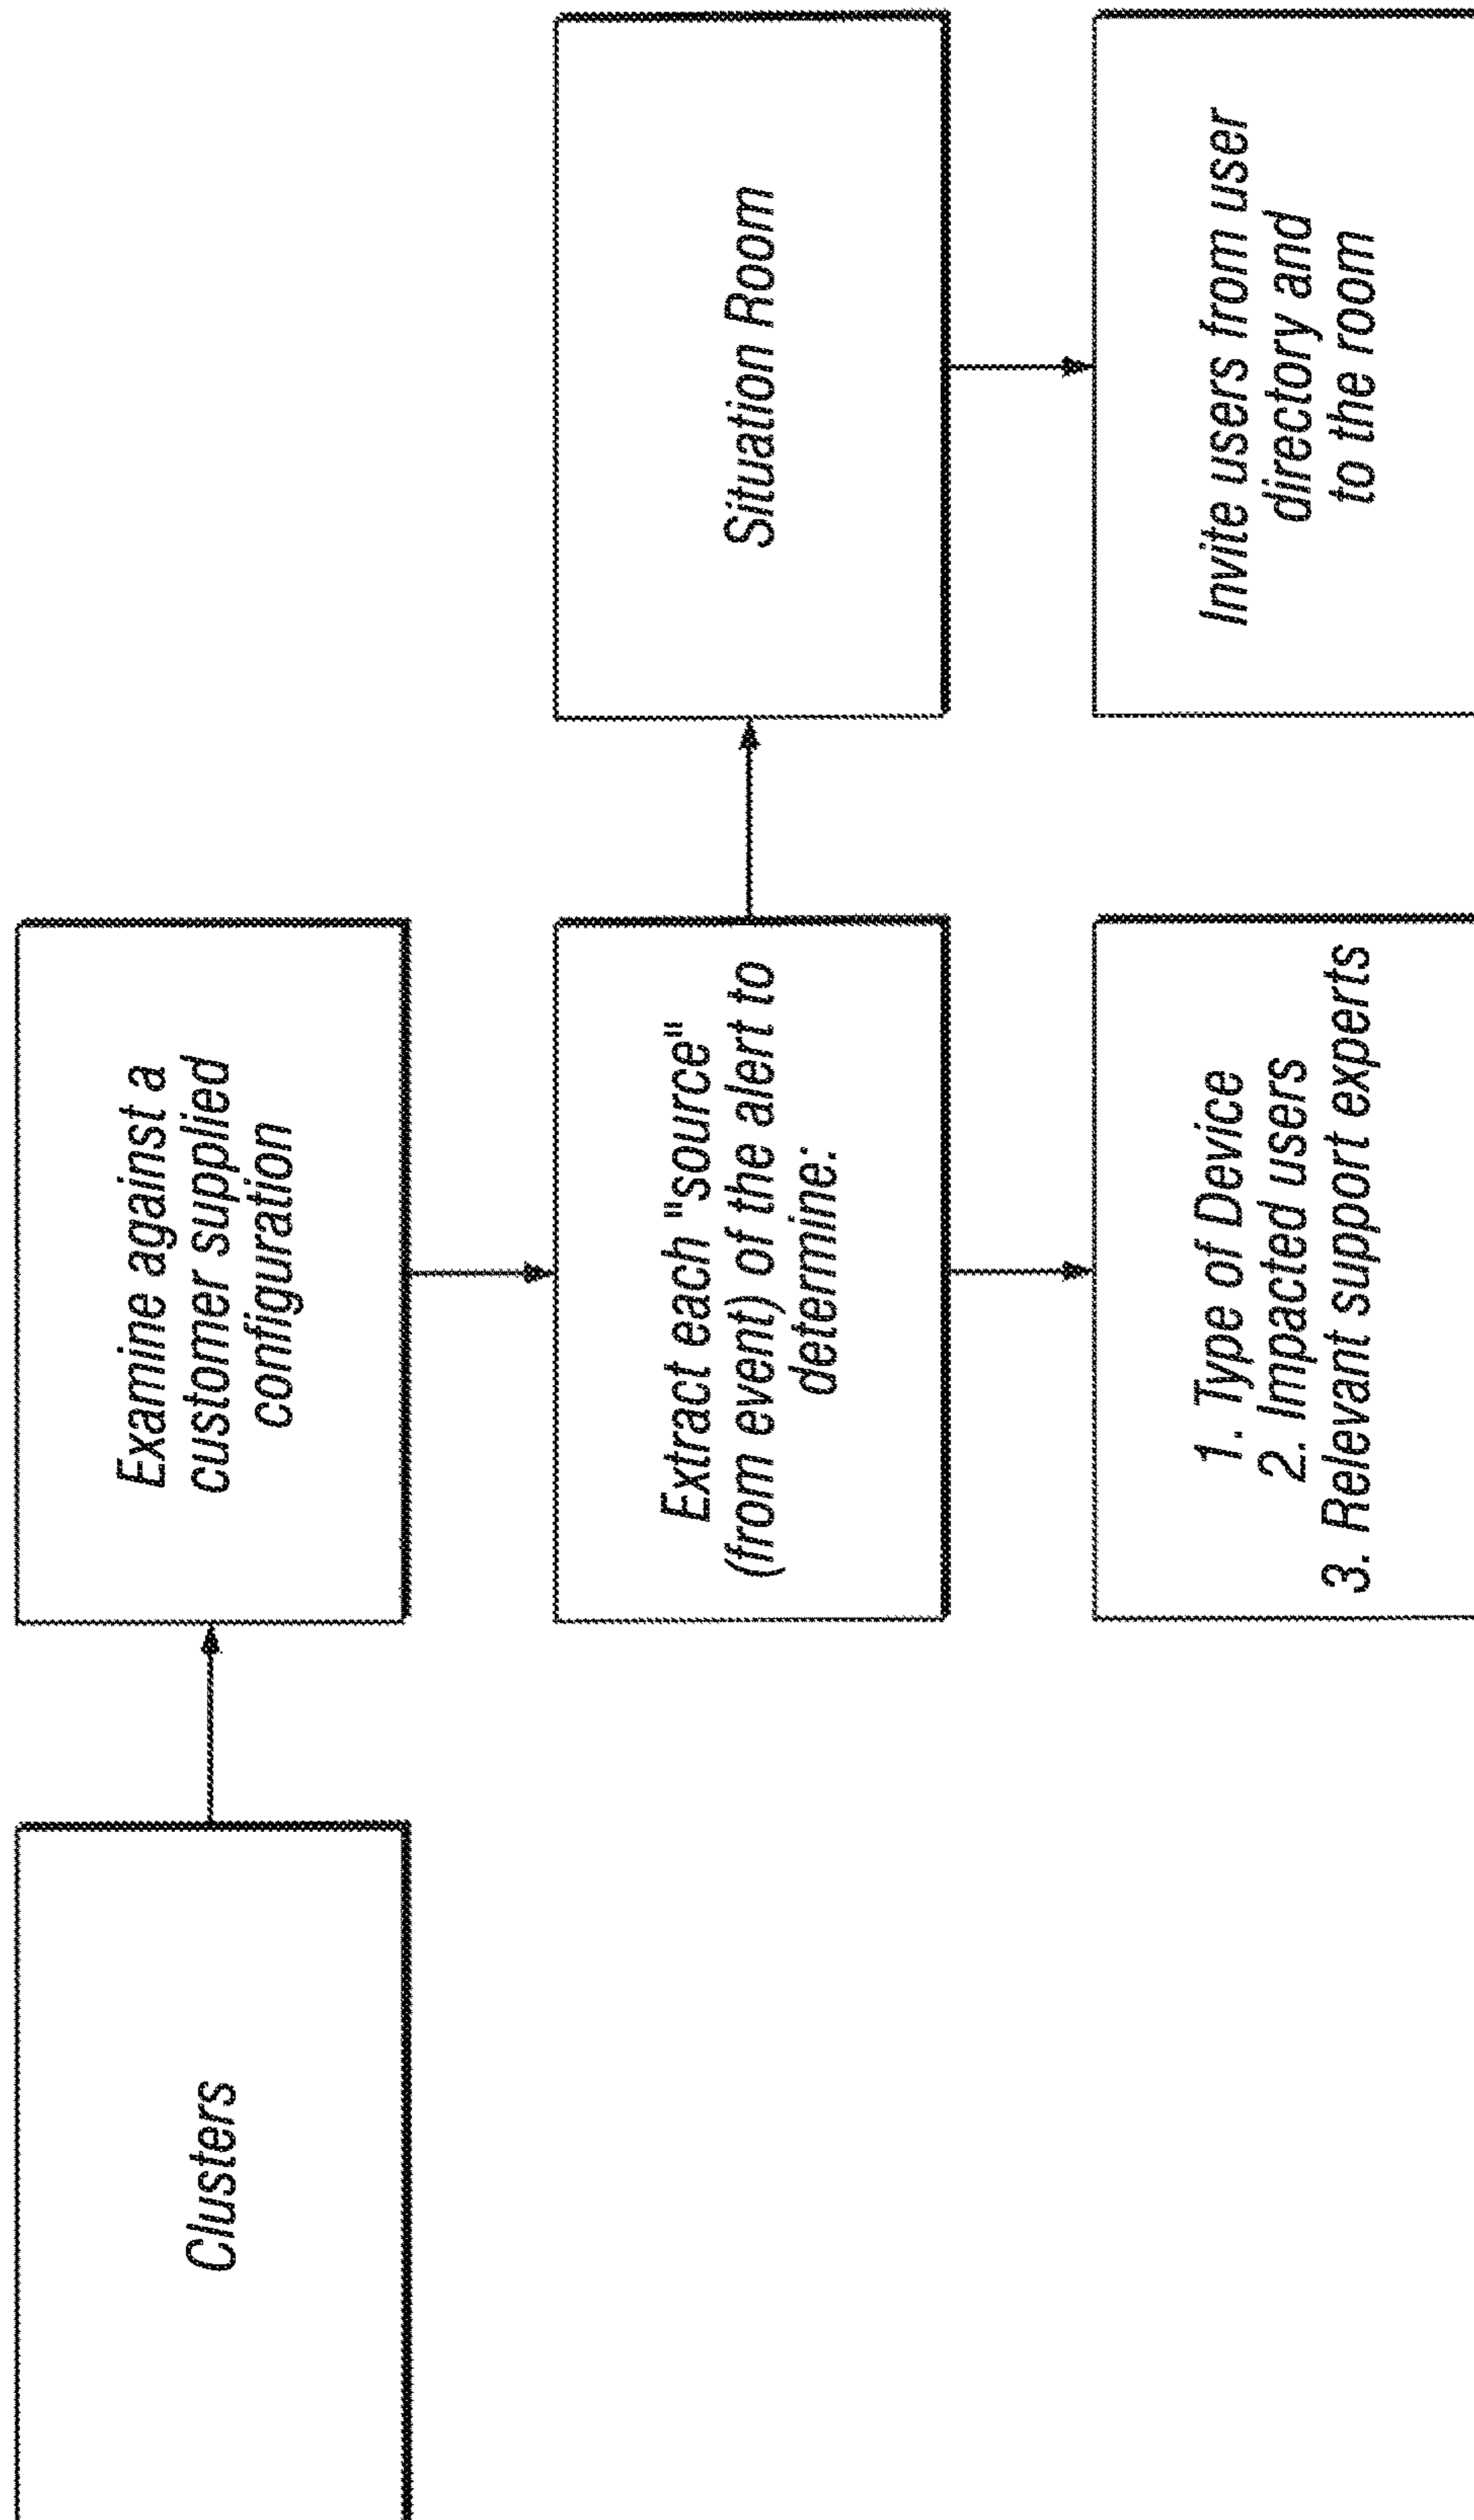 Clusters
Examine against a
customer supplied
configuration
Extract each "source"
(from event) of the alert to
determine:
Situation Room
1. Type of Device
2. Impacted users
3. Relevant support experts
Invite users from user
directory and
to the room